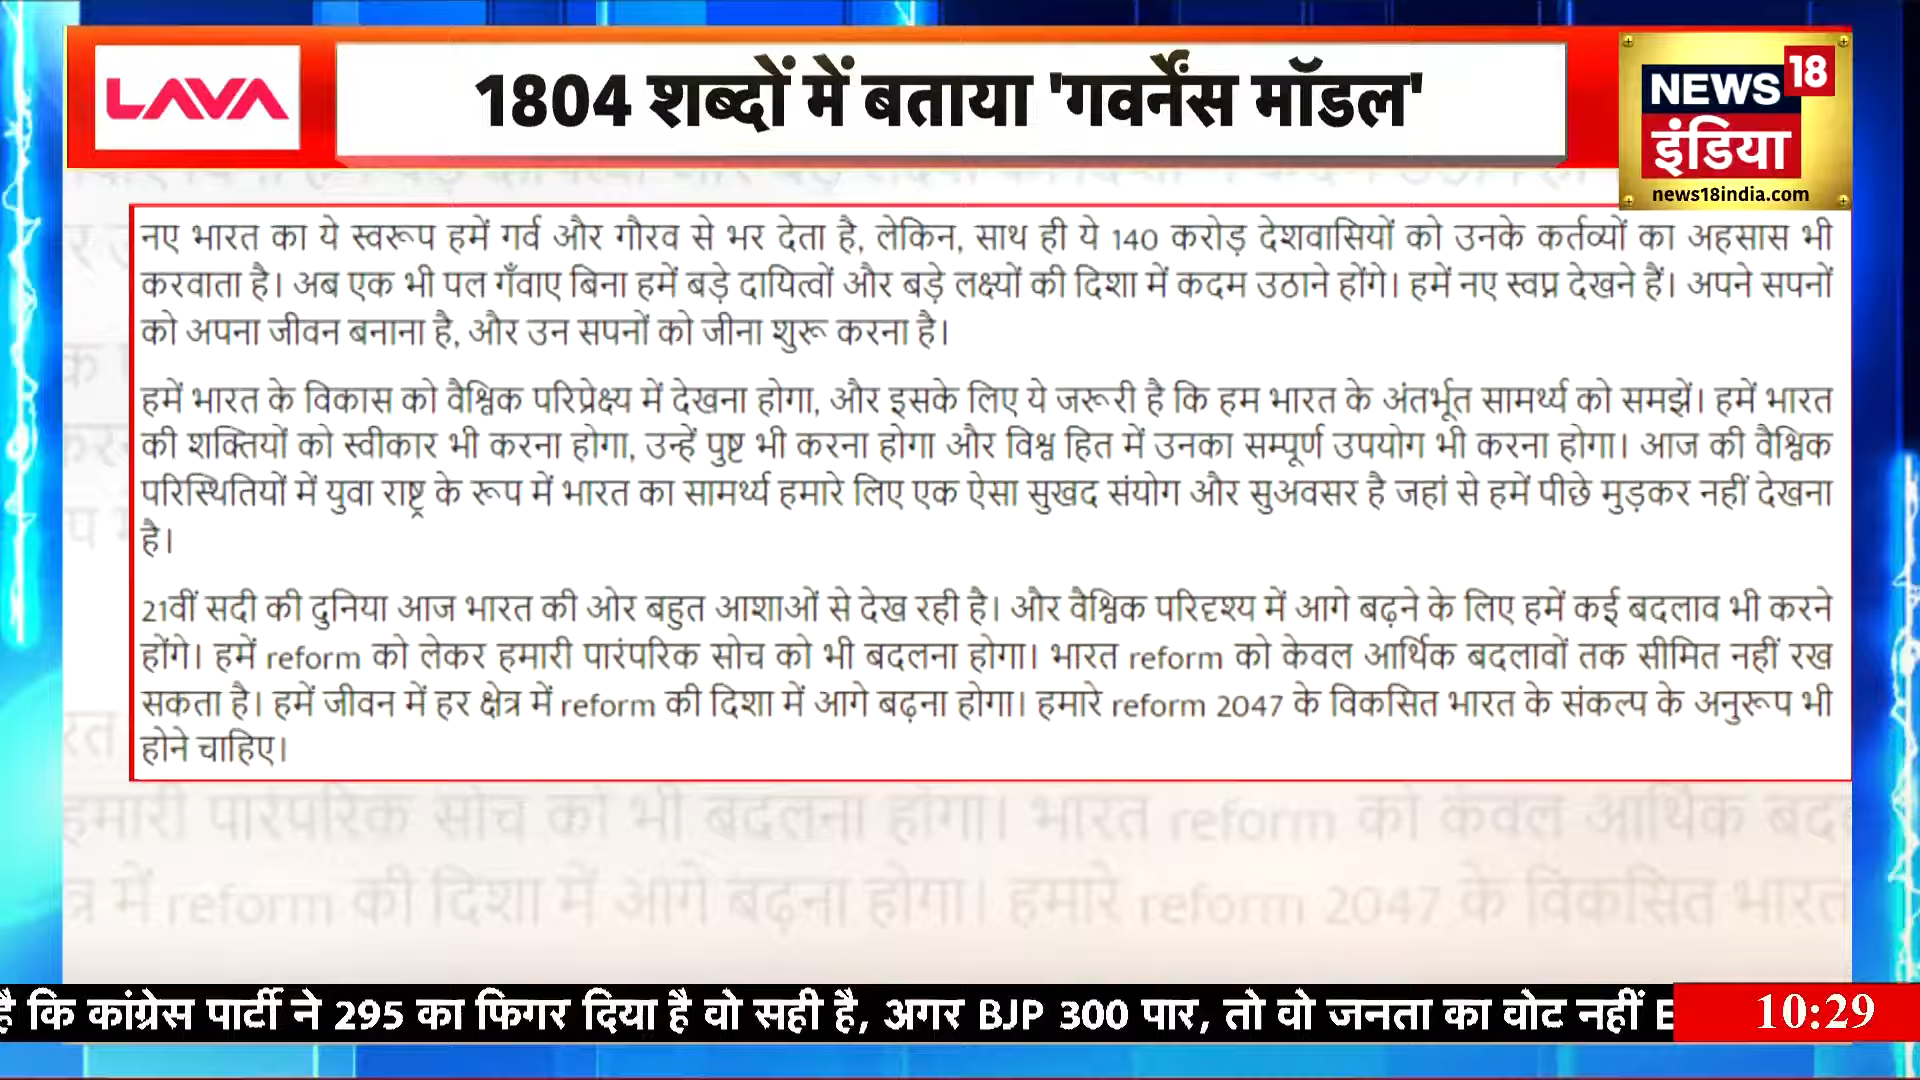 LAVA
1804 शब्दों में बताया 'गवर्नेंस मॉडल'
NEWS 18
इंडिया
news18india.com
नए भारत का ये स्वरूप हमें गर्व और गौरव से भर देता है, लेकिन, साथ ही ये 140 करोड़ देशवासियों को उनके कर्तव्यों का अहसास भी
करवाता है। अब एक भी पल गँवाए बिना हमें बड़े दायित्वों और बड़े लक्ष्यों की दिशा में कदम उठाने होंगे। हमें नए स्वप्न देखने हैं। अपने सपनों
को अपना जीवन बनाना है, और उन सपनों को जीना शुरू करना है।
हमें भारत के विकास को वैश्विक परिप्रेक्ष्य में देखना होगा, और इसके लिए ये जरूरी है कि हम भारत के अंतर्भूत सामर्थ्य को समझें। हमें भारत
की शक्तियों को स्वीकार भी करना होगा, उन्हें पुष्ट भी करना होगा और विश्व हित में उनका सम्पूर्ण उपयोग भी करना होगा। आज की वैश्विक
परिस्थितियों में युवा राष्ट्र के रूप में भारत का सामर्थ्य हमारे लिए एक ऐसा सुखद संयोग और सुअवसर है जहां से हमें पीछे मुड़कर नहीं देखना
है।
21वीं सदी की दुनिया आज भारत की ओर बहुत आशाओं से देख रही है। और वैश्विक परिदृश्य में आगे बढ़ने के लिए हमें कई बदलाव भी करने
होंगे। हमें reform को लेकर हमारी पारंपरिक सोच को भी बदलना होगा। भारत reform को केवल आर्थिक बदलावों तक सीमित नहीं रख
सकता है। हमें जीवन में हर क्षेत्र में reform की दिशा में आगे बढ़ना होगा। हमारे reform 2047 के विकसित भारत के संकल्प के अनुरूप भी
होने चाहिए।
हमारी पारंपरिक सोच को भी बदलना होगा। भारत reform को केवल आर्थिक
में reform की दिशा में आगे बढ़ना होगा। हमारे reform 2047 के विकसित भारत
है कि कांग्रेस पार्टी ने 295 का फिगर दिया है वो सही है, अगर BJP 300 पार, तो वो जनता का वोट नहीं
10:29